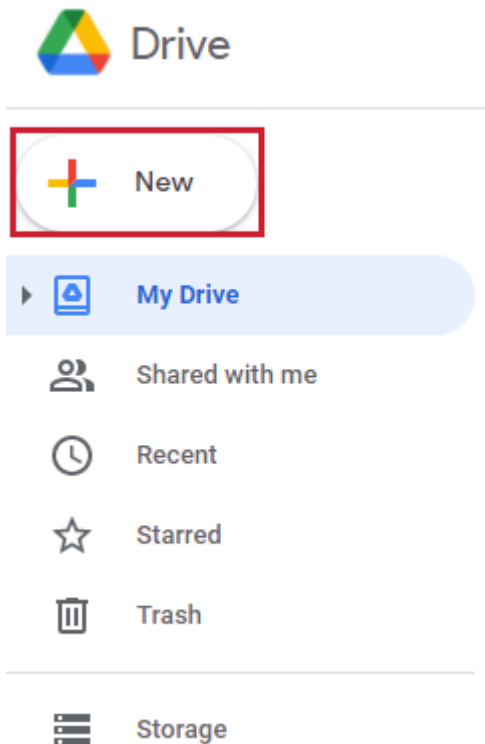 Drive
New
My Drive
Shared with me
Recent
Starred
Trash
Storage